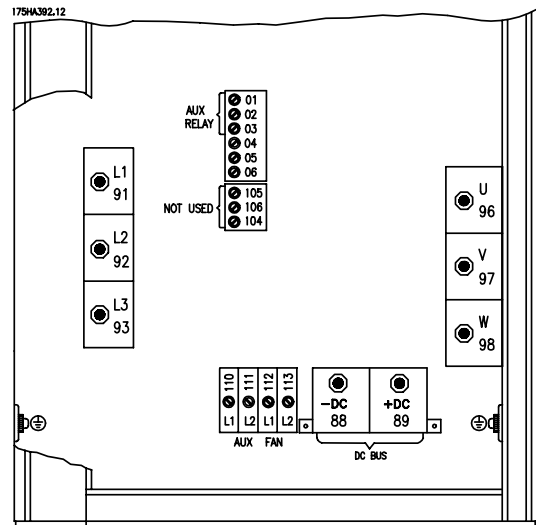 175HA392.12
AUX
RELAY
01
02
03
04
05
06
NOT USED
105
106
104
L1
91
L2
92
L3
93
U
96
V
97
W
98
110 111 112 113
L1 L2 L1 L2
AUX FAN
-DC +DC
88 89
DC BUS